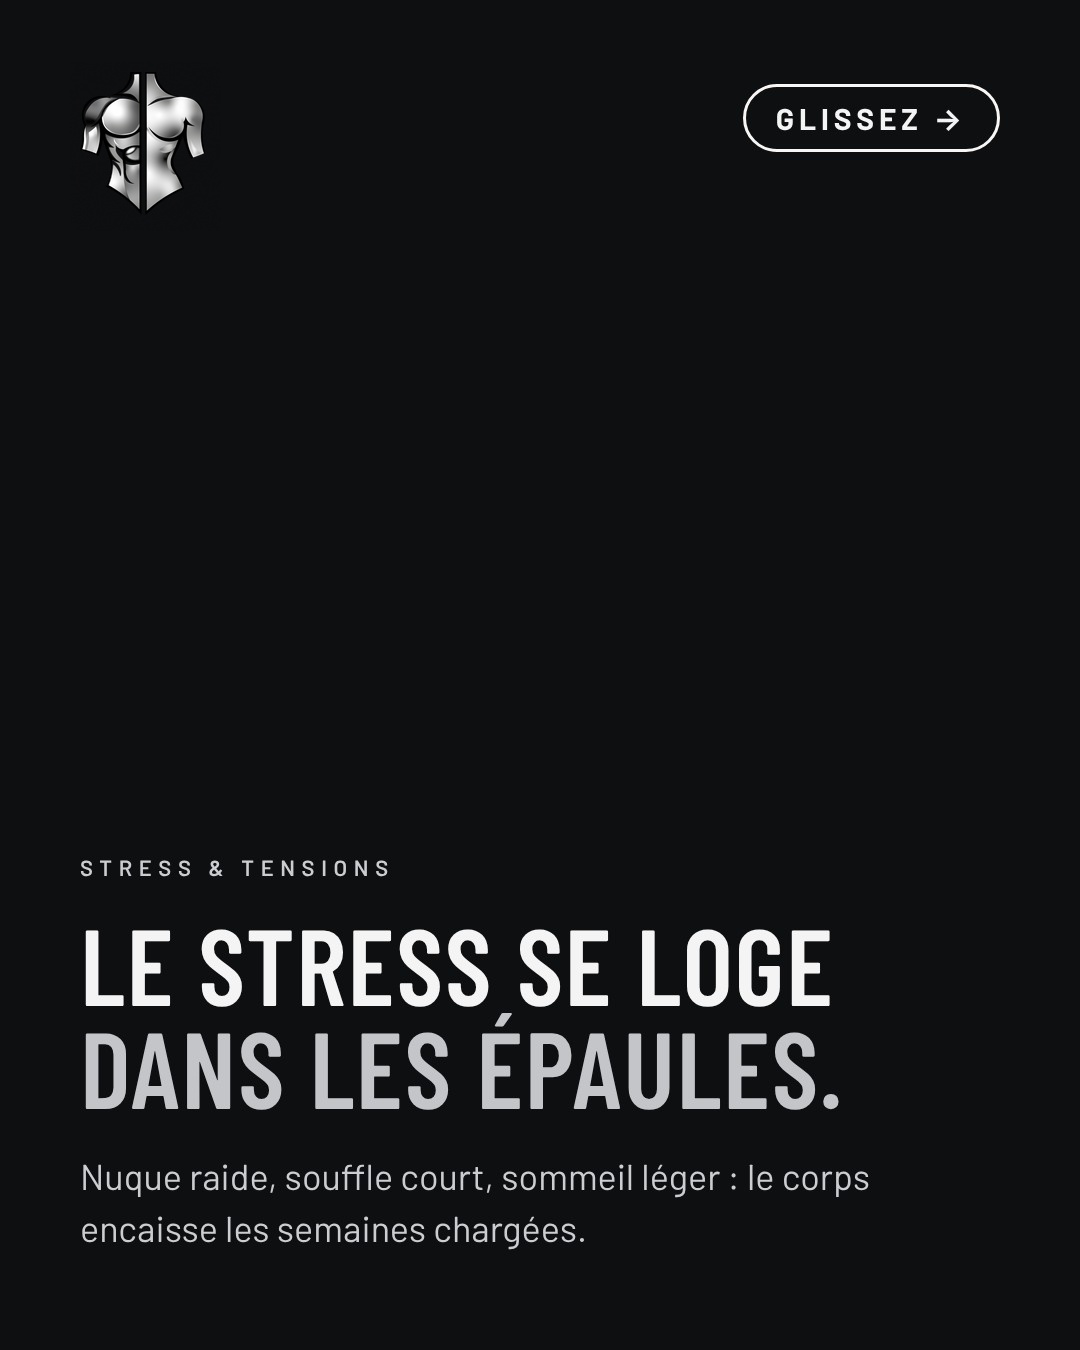 GLISSEZ →
STRESS & TENSIONS
LE STRESS SE LOGE
DANS LES ÉPAULES.
Nuque raide, souffle court, sommeil léger : le corps
encaisse les semaines chargées.